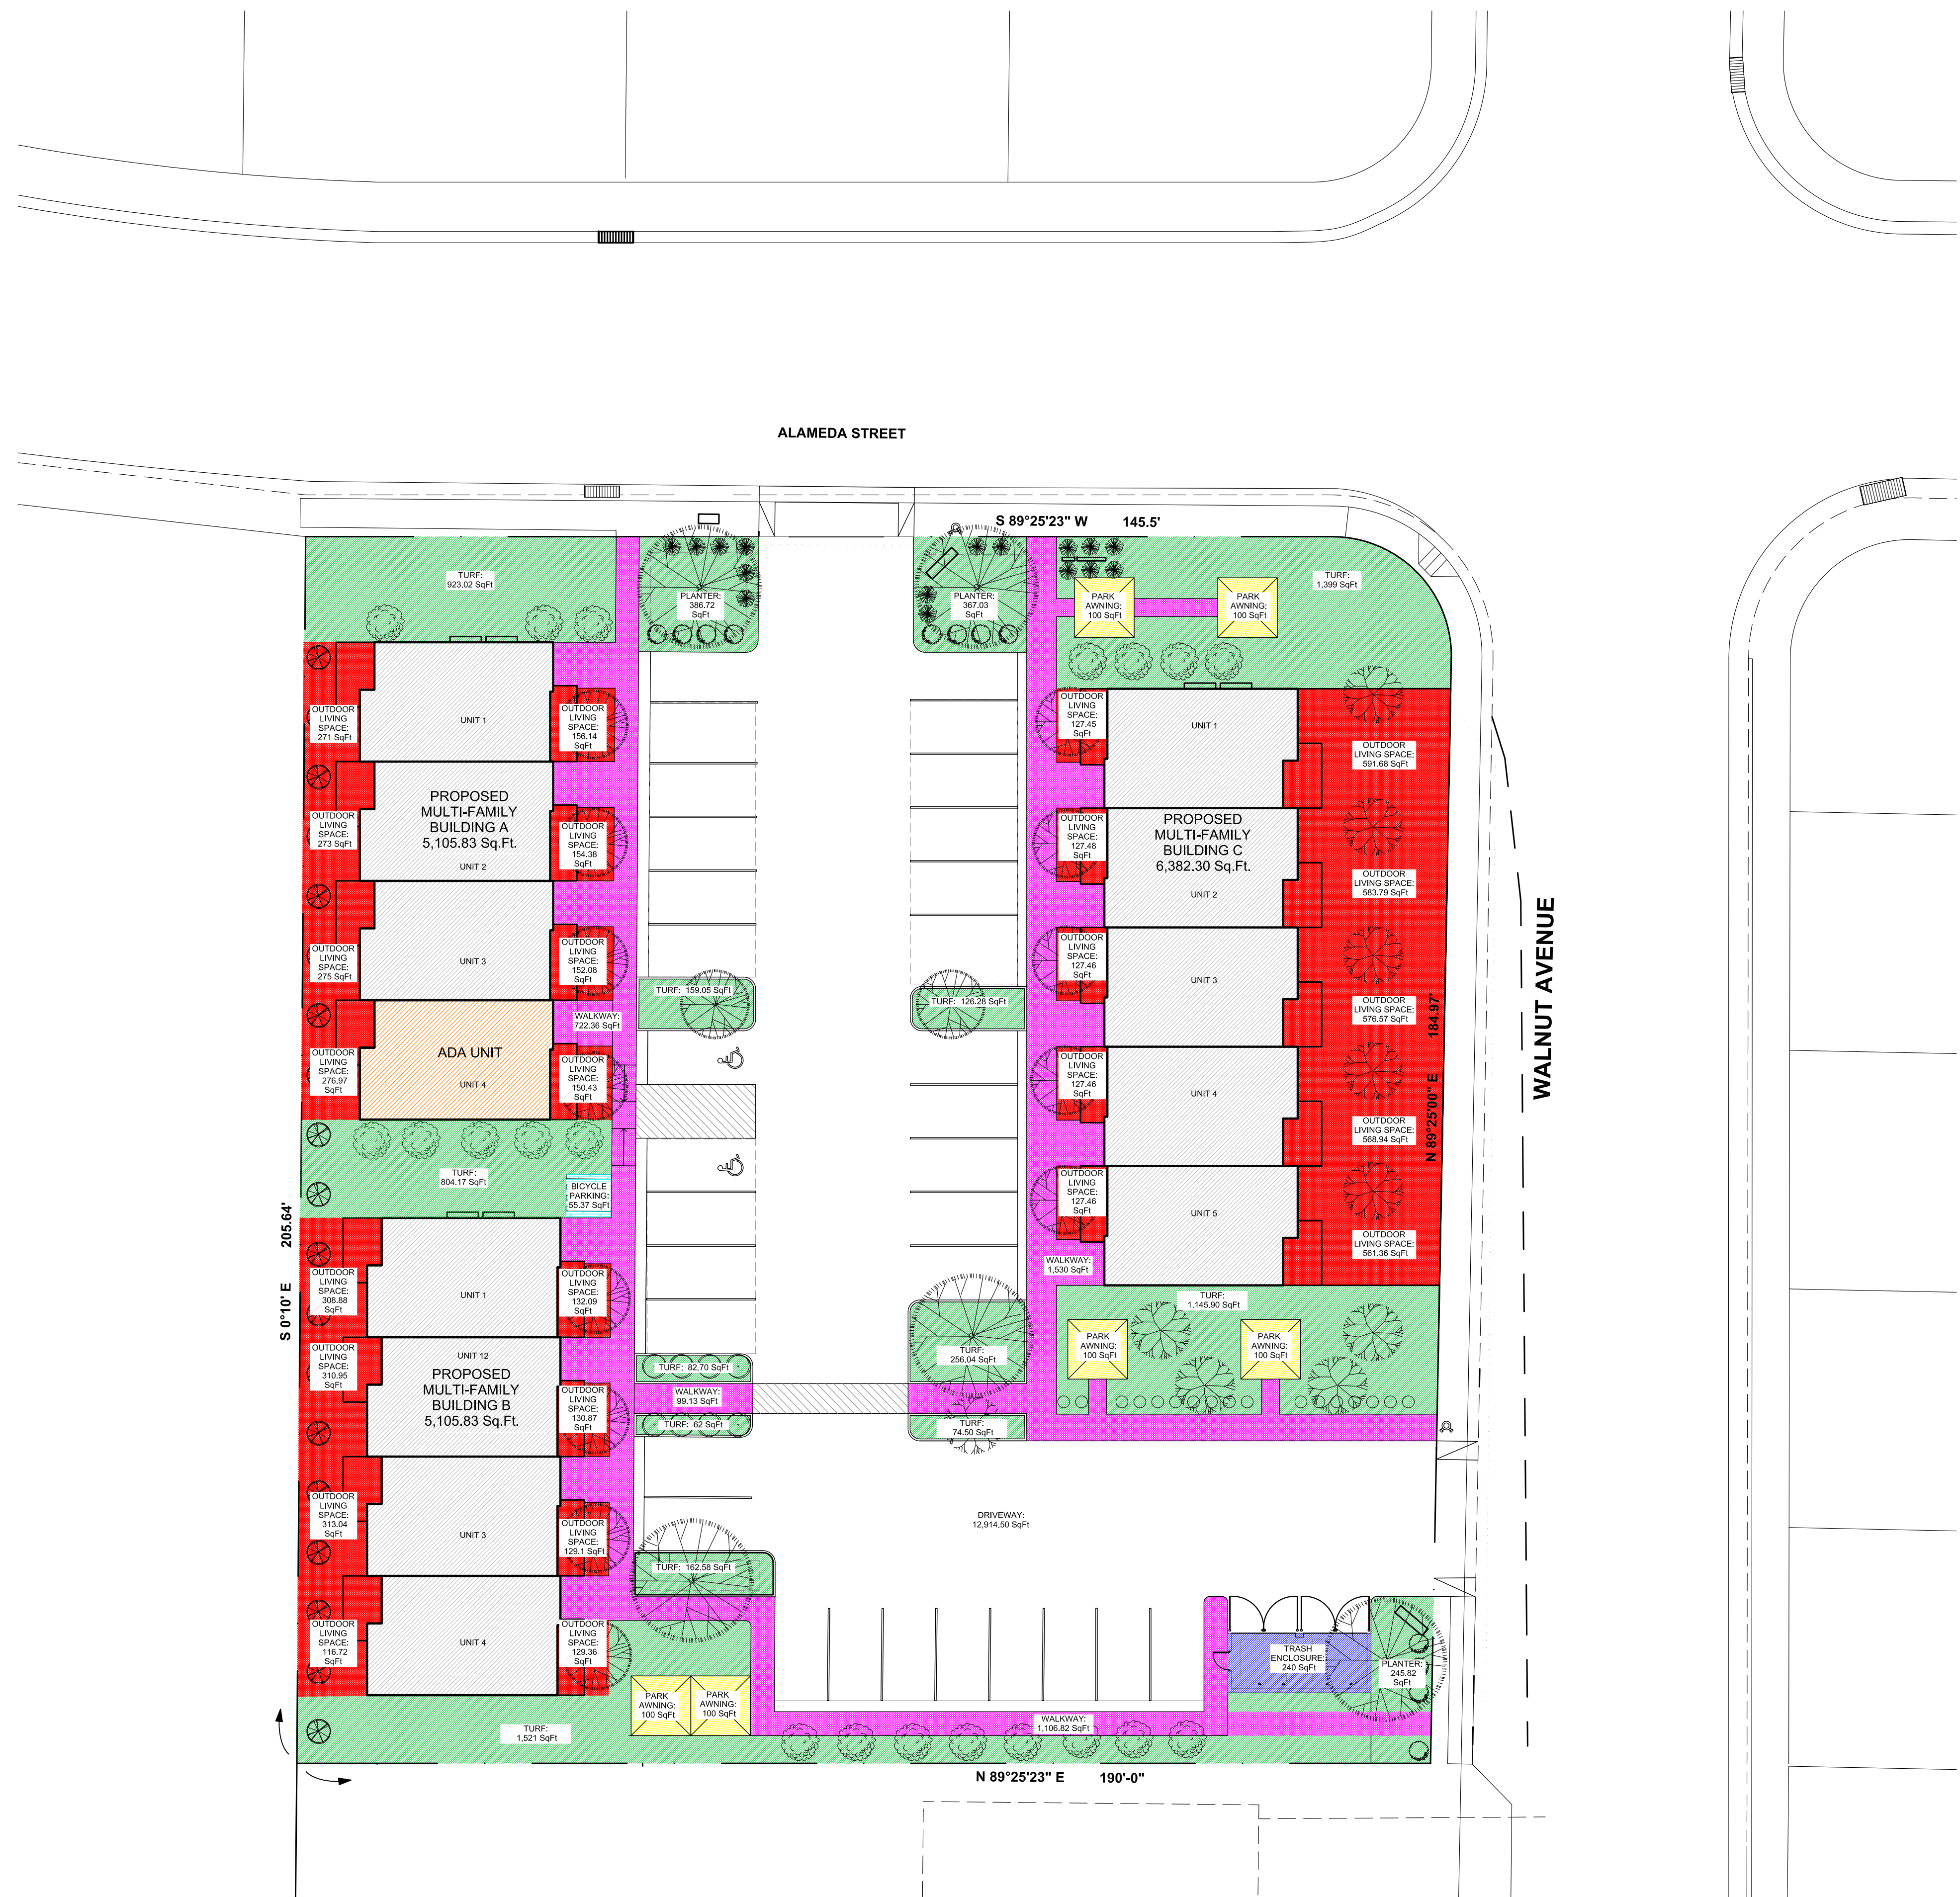 ALAMEDA STREET
S 89°25'23" W 145.5'
TURF:
923.02 SqFt
PLANTER:
386.72
SqFt
PLANTER:
367.03
SqFt
PARK
AWNING:
100 SqFt
PARK
AWNING:
100 SqFt
TURF:
1,399 SqFt
OUTDOOR
LIVING
SPACE:
271 SqFt
UNIT 1
OUTDOOR
LIVING
SPACE:
156.14
SqFt
OUTDOOR
LIVING
SPACE:
273 SqFt
PROPOSED
MULTI-FAMILY
BUILDING A
5,105.83 Sq.Ft.
UNIT 2
OUTDOOR
LIVING
SPACE:
154.38
SqFt
OUTDOOR
LIVING
SPACE:
275 SqFt
UNIT 3
OUTDOOR
LIVING
SPACE:
152.08
SqFt
WALKWAY:
722.36 SqFt
OUTDOOR
LIVING
SPACE:
276.97
SqFt
ADA UNIT
UNIT 4
OUTDOOR
LIVING
SPACE:
150.43
SqFt
TURF: 159.05 SqFt
TURF: 126.28 SqFt
OUTDOOR
LIVING
SPACE:
127.45
SqFt
UNIT 1
OUTDOOR
LIVING SPACE:
591.68 SqFt
OUTDOOR
LIVING
SPACE:
127.48
SqFt
PROPOSED
MULTI-FAMILY
BUILDING C
6,382.30 Sq.Ft.
UNIT 2
OUTDOOR
LIVING SPACE:
583.79 SqFt
OUTDOOR
LIVING
SPACE:
127.46
SqFt
UNIT 3
OUTDOOR
LIVING SPACE:
576.57 SqFt
OUTDOOR
LIVING
SPACE:
127.46
SqFt
UNIT 4
OUTDOOR
LIVING SPACE:
568.94 SqFt
OUTDOOR
LIVING
SPACE:
127.46
SqFt
UNIT 5
OUTDOOR
LIVING SPACE:
561.36 SqFt
N 89°25'00" E 184.97'
WALNUT AVENUE
TURF:
804.17 SqFt
BICYCLE
PARKING:
55.37 SqFt
S 0°10' E 205.64'
OUTDOOR
LIVING
SPACE:
308.88
SqFt
UNIT 1
OUTDOOR
LIVING
SPACE:
132.09
SqFt
OUTDOOR
LIVING
SPACE:
310.95
SqFt
UNIT 12
PROPOSED
MULTI-FAMILY
BUILDING B
5,105.83 Sq.Ft.
OUTDOOR
LIVING
SPACE:
130.87
SqFt
OUTDOOR
LIVING
SPACE:
313.04
SqFt
UNIT 3
OUTDOOR
LIVING
SPACE:
129.1 SqFt
OUTDOOR
LIVING
SPACE:
116.72
SqFt
UNIT 4
OUTDOOR
LIVING
SPACE:
129.36
SqFt
WALKWAY:
1,530 SqFt
TURF:
1,145.90 SqFt
PARK
AWNING:
100 SqFt
PARK
AWNING:
100 SqFt
TURF:
256.04 SqFt
TURF: 82.70 SqFt
WALKWAY:
99.13 SqFt
TURF: 62 SqFt
TURF:
74.50 SqFt
DRIVEWAY:
12,914.50 SqFt
TURF: 162.58 SqFt
TRASH
ENCLOSURE:
240 SqFt
PLANTER:
245.82
SqFt
PARK
AWNING:
100 SqFt
PARK
AWNING:
100 SqFt
WALKWAY:
1,106.82 SqFt
TURF:
1,521 SqFt
N 89°25'23" E 190'-0"